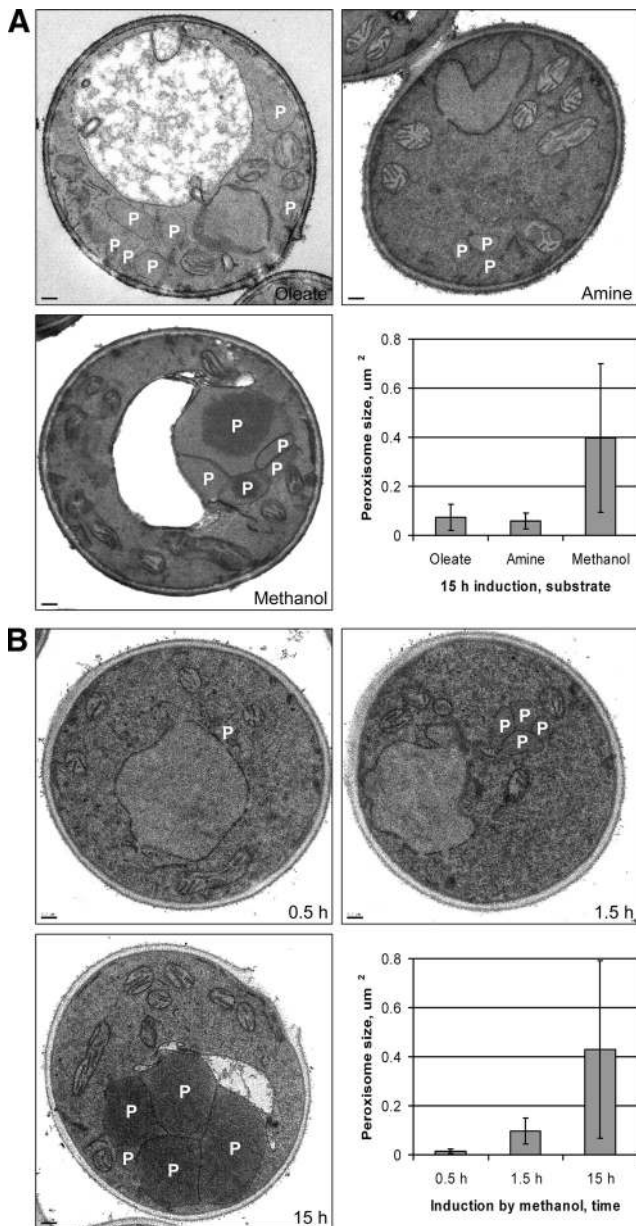 A
P
P
P
P
P P P
Oleate
P
P
P
Amine
P
P
P
P
P
Methanol
Peroxisome size, um 2
0.8
0.6
0.4
0.2
0
Oleate Amine Methanol
15 h induction, substrate
B
P
0.5 h
P
P
P
P
1.5 h
P
P
P
P
P
15 h
Peroxisome size, um 2
0.8
0.6
0.4
0.2
0
0.5 h 1.5 h 15 h
Induction by methanol, time